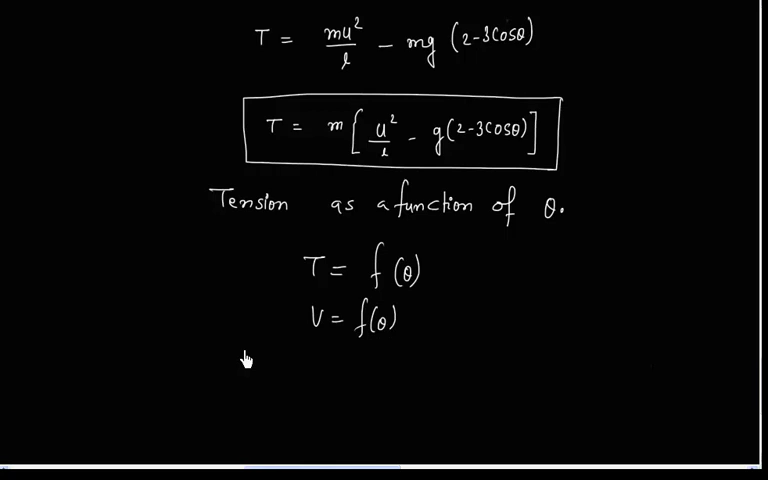 T = mu²/l - mg (2-3cosθ)
T = m[u²/l - g(2-3cosθ)]
Tension as a function of θ.
T = f(θ)
V = f(θ)